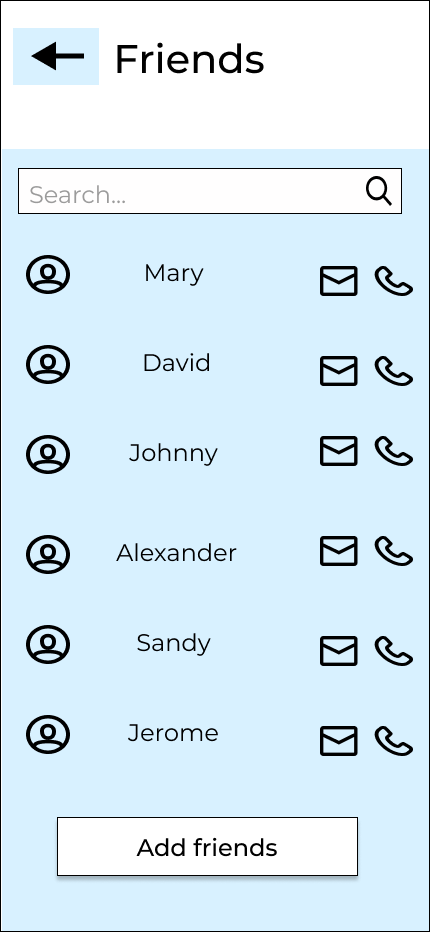 Friends
Search...
Mary
David
Johnny
Alexander
Sandy
Jerome
Add friends